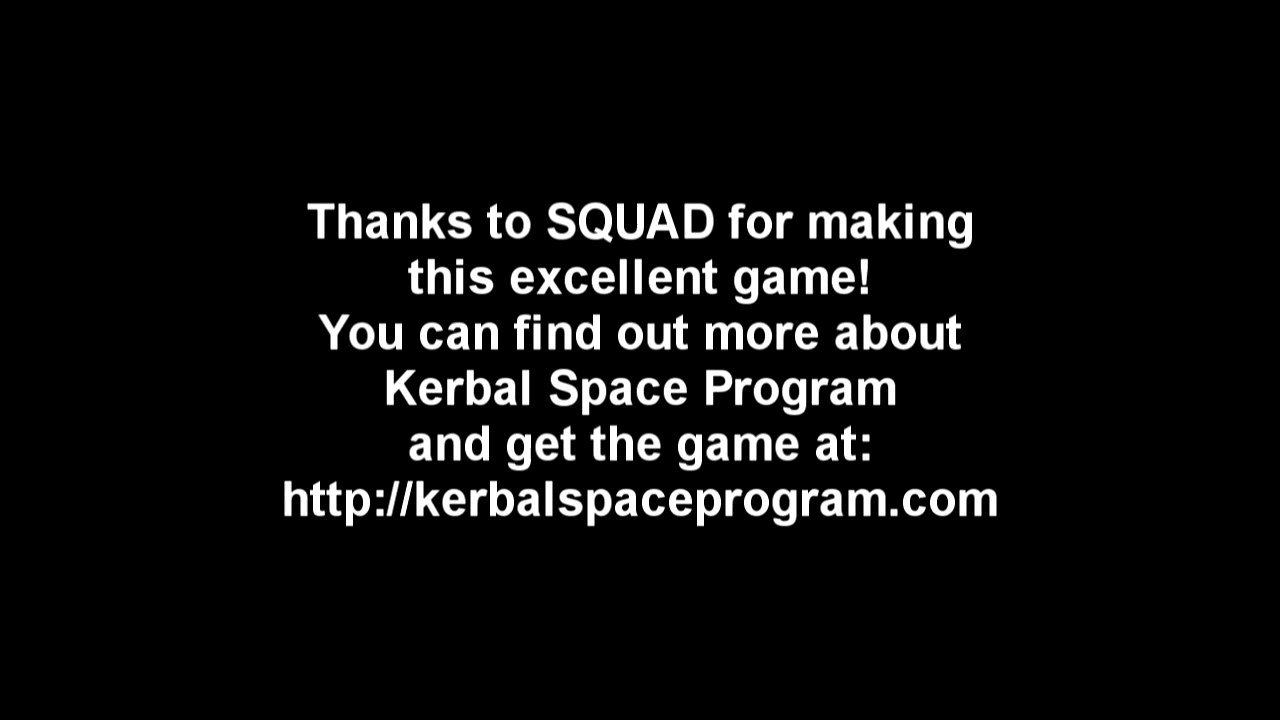 Thanks to SQUAD for making
this excellent game!
You can find out more about
Kerbal Space Program
and get the game at:
http://kerbalspaceprogram.com